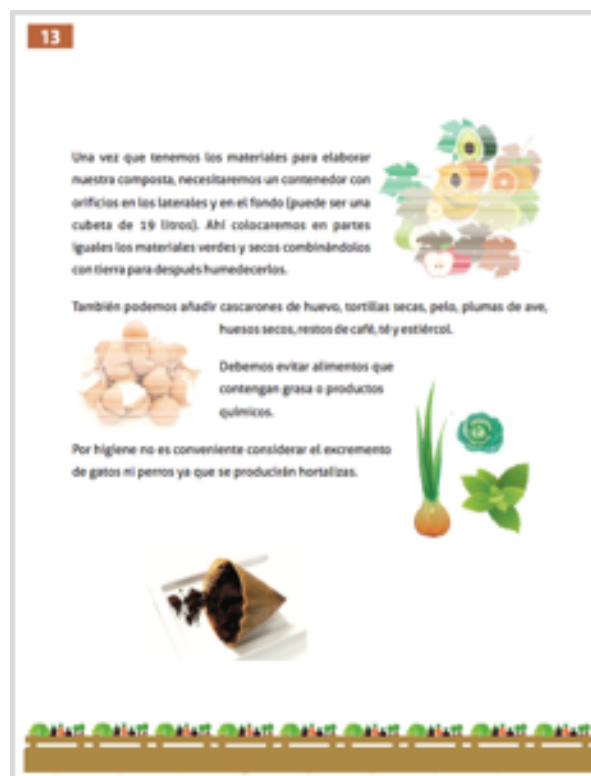 13
Una vez que tenemos los materiales para elaborar
nuestra composta, necesitaremos un contenedor con
orificios en los laterales y en el fondo (puede ser una
cubeta de 19 litros). Ahí colocaremos en partes
iguales los materiales verdes y secos combinándolos
con tierra para después humedecerlos.
También podemos añadir cascarones de huevo, tortillas secas, pelo, plumas de ave,
huesos secos, restos de café, té y estiércol.
Debemos evitar alimentos que
contengan grasa o productos
químicos.
Por higiene no es conveniente considerar el excremento
de gatos ni perros ya que se producirán hortalizas.